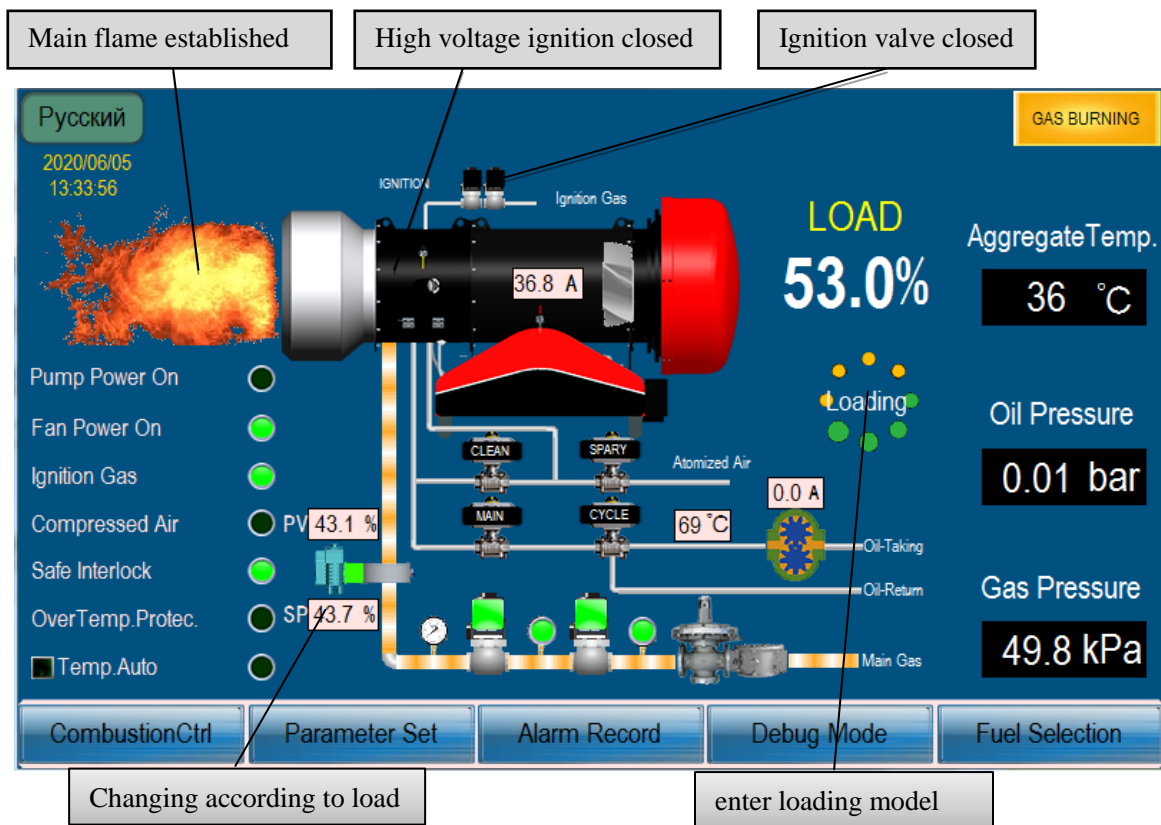 Main flame established
High voltage ignition closed
Ignition valve closed
Русский
GAS BURNING
2020/06/05
13:33:56
IGNITION
Ignition Gas
LOAD
53.0%
AggregateTemp.
36 °C
36.8 A
Pump Power On
Fan Power On
Ignition Gas
Compressed Air
Safe Interlock
OverTemp.Protec.
Temp.Auto
PV 43.1 %
SP 43.7 %
CLEAN
SPARY
Atomized Air
MAIN
CYCLE
69 °C
0.0 A
Oil-Taking
Oil-Return
Main Gas
Loading
Oil Pressure
0.01 bar
Gas Pressure
49.8 kPa
CombustionCtrl
Parameter Set
Alarm Record
Debug Mode
Fuel Selection
Changing according to load
enter loading model